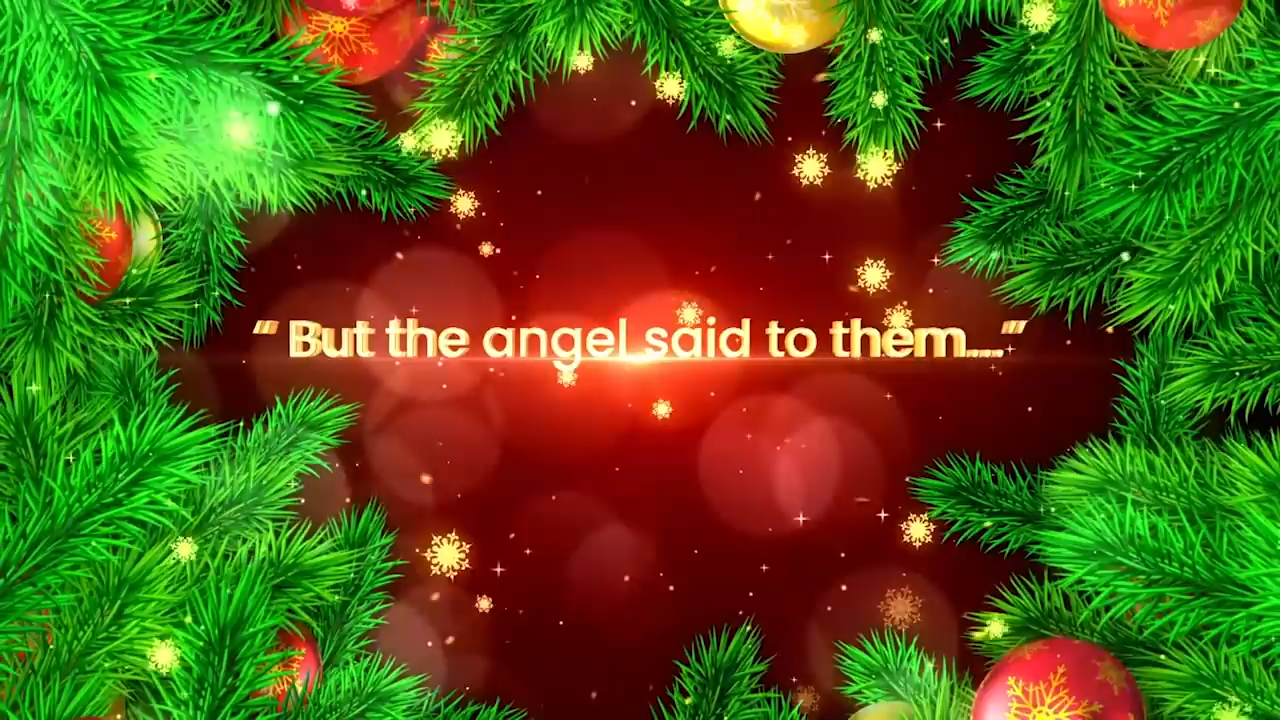 “ But the angel said to them....”